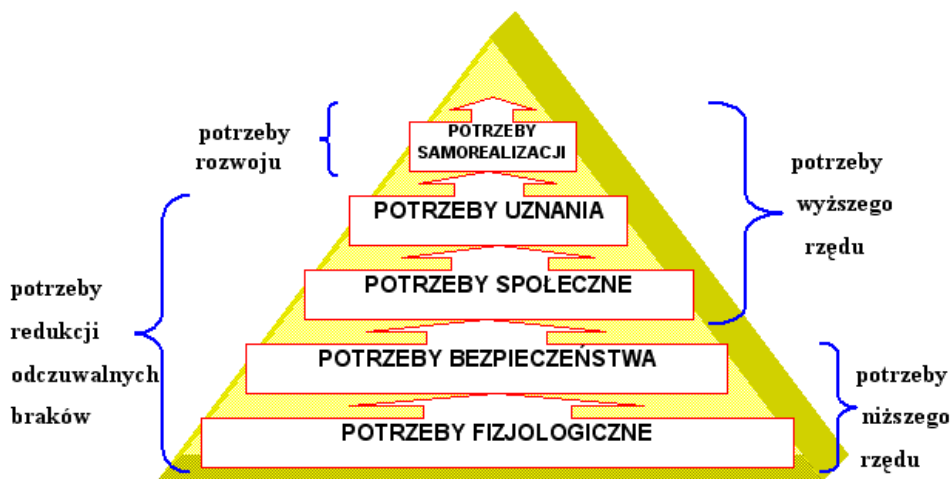 POTRZEBY
SAMOREALIZACJI
POTRZEBY UZNANIA
POTRZEBY SPOŁECZNE
POTRZEBY BEZPIECZEŃSTWA
POTRZEBY FIZJOLOGICZNE
potrzeby
rozwoju
potrzeby
redukcji
odczuwalnych
braków
potrzeby
wyższego
rzędu
potrzeby
niższego
rzędu